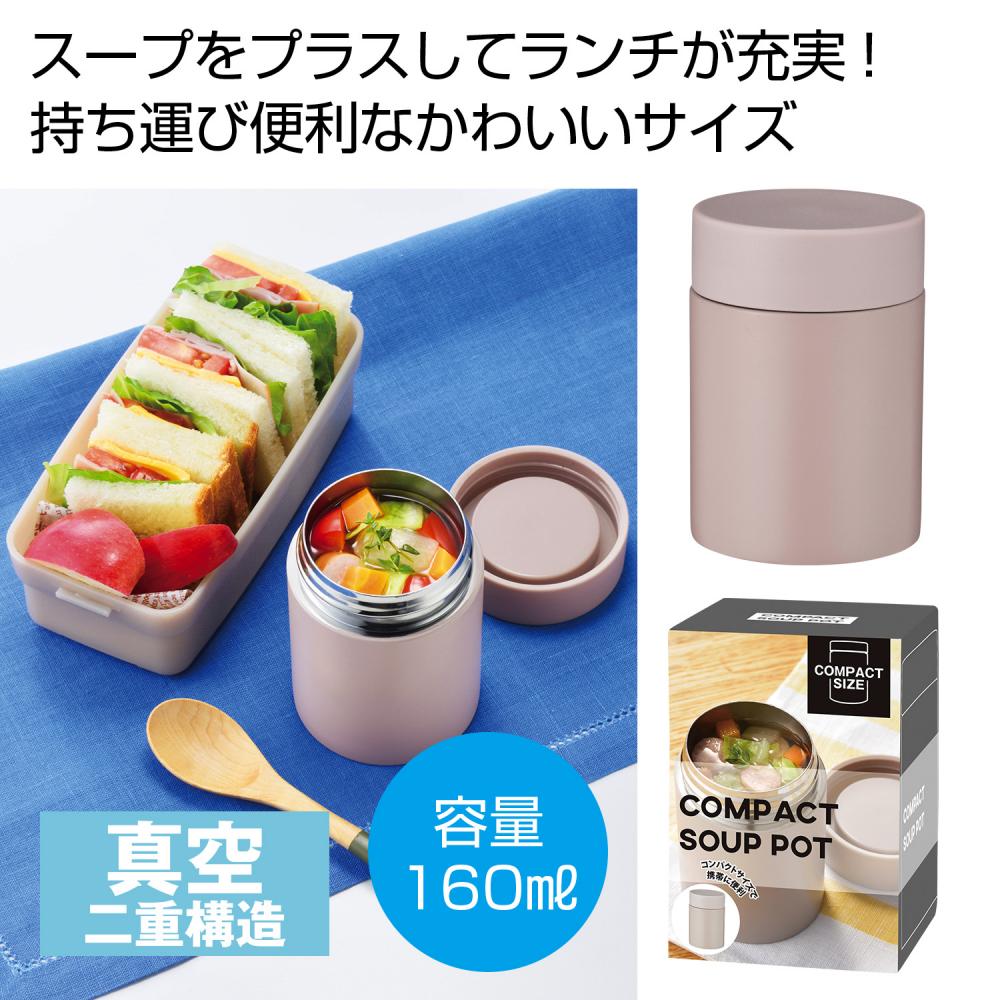 スープをプラスしてランチが充実！
持ち運び便利なかわいいサイズ
真空
二重構造
容量
160㎖
COMPACT
SOUP POT
COMPACT
SIZE
COMPACT
SOUP POT
コンパクトサイズで
携帯に便利
COMPACT
SOUP POT